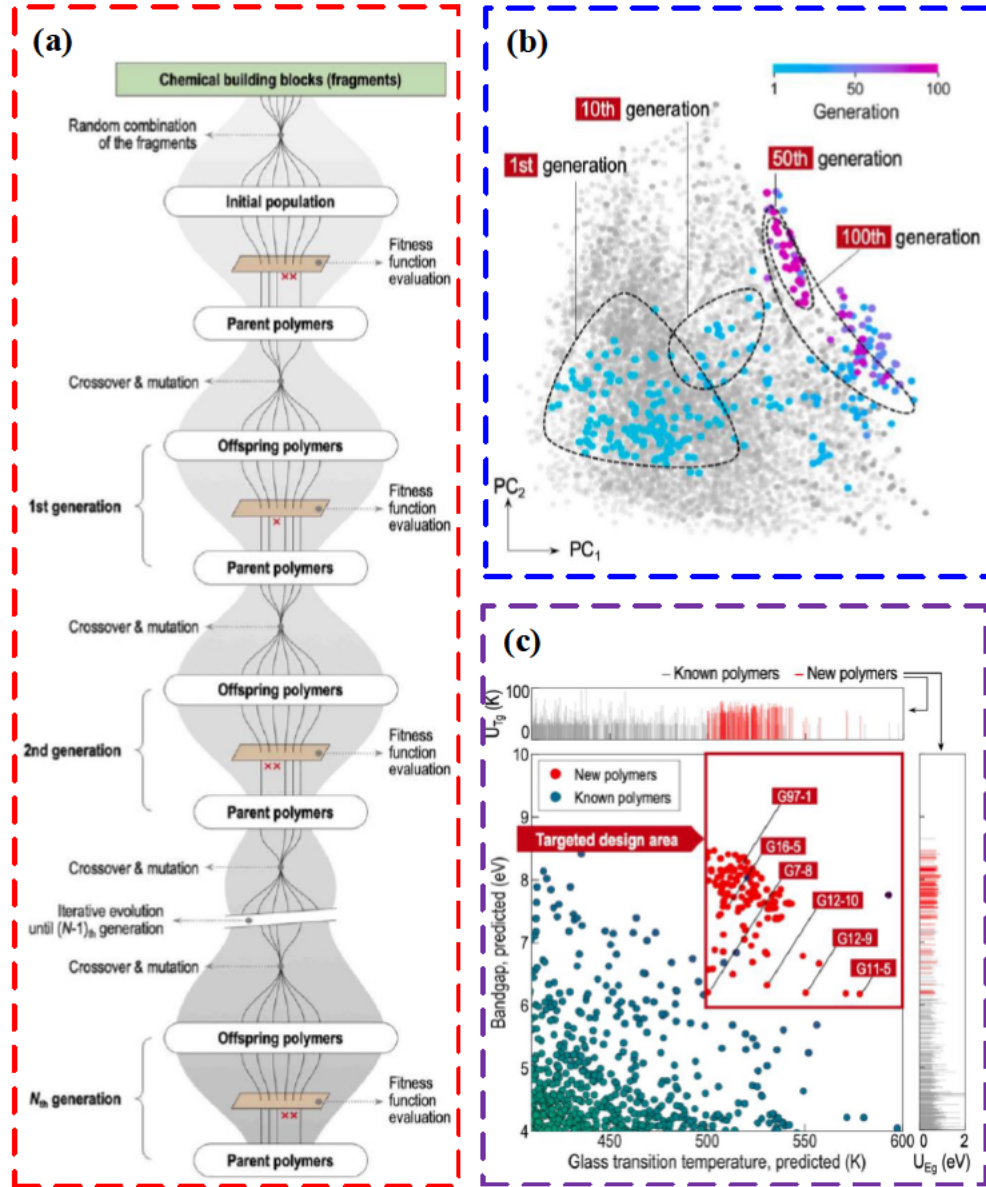 (a)
Chemical building blocks (fragments)
Random combination
of the fragments
Initial population
Fitness
function
evaluation
××
Parent polymers
Crossover & mutation
Offspring polymers
1st generation
Fitness
function
evaluation
×
Parent polymers
Crossover & mutation
Offspring polymers
2nd generation
Fitness
function
evaluation
××
Parent polymers
Crossover & mutation
Iterative evolution
until (N-1)th generation
Crossover & mutation
Offspring polymers
Nth generation
Fitness
function
evaluation
××
Parent polymers
(b)
1 50 100
Generation
10th generation
1st generation
50th generation
100th generation
PC2
PC1
(c)
Known polymers New polymers
UTg (K)
100
0
New polymers
Known polymers
Targeted design area
G97-1
G16-5
G7-8
G12-10
G12-9
G11-5
Bandgap, predicted (eV)
10
9
8
7
6
5
4
450 500 550 600
Glass transition temperature, predicted (K)
0 2
UEg (eV)